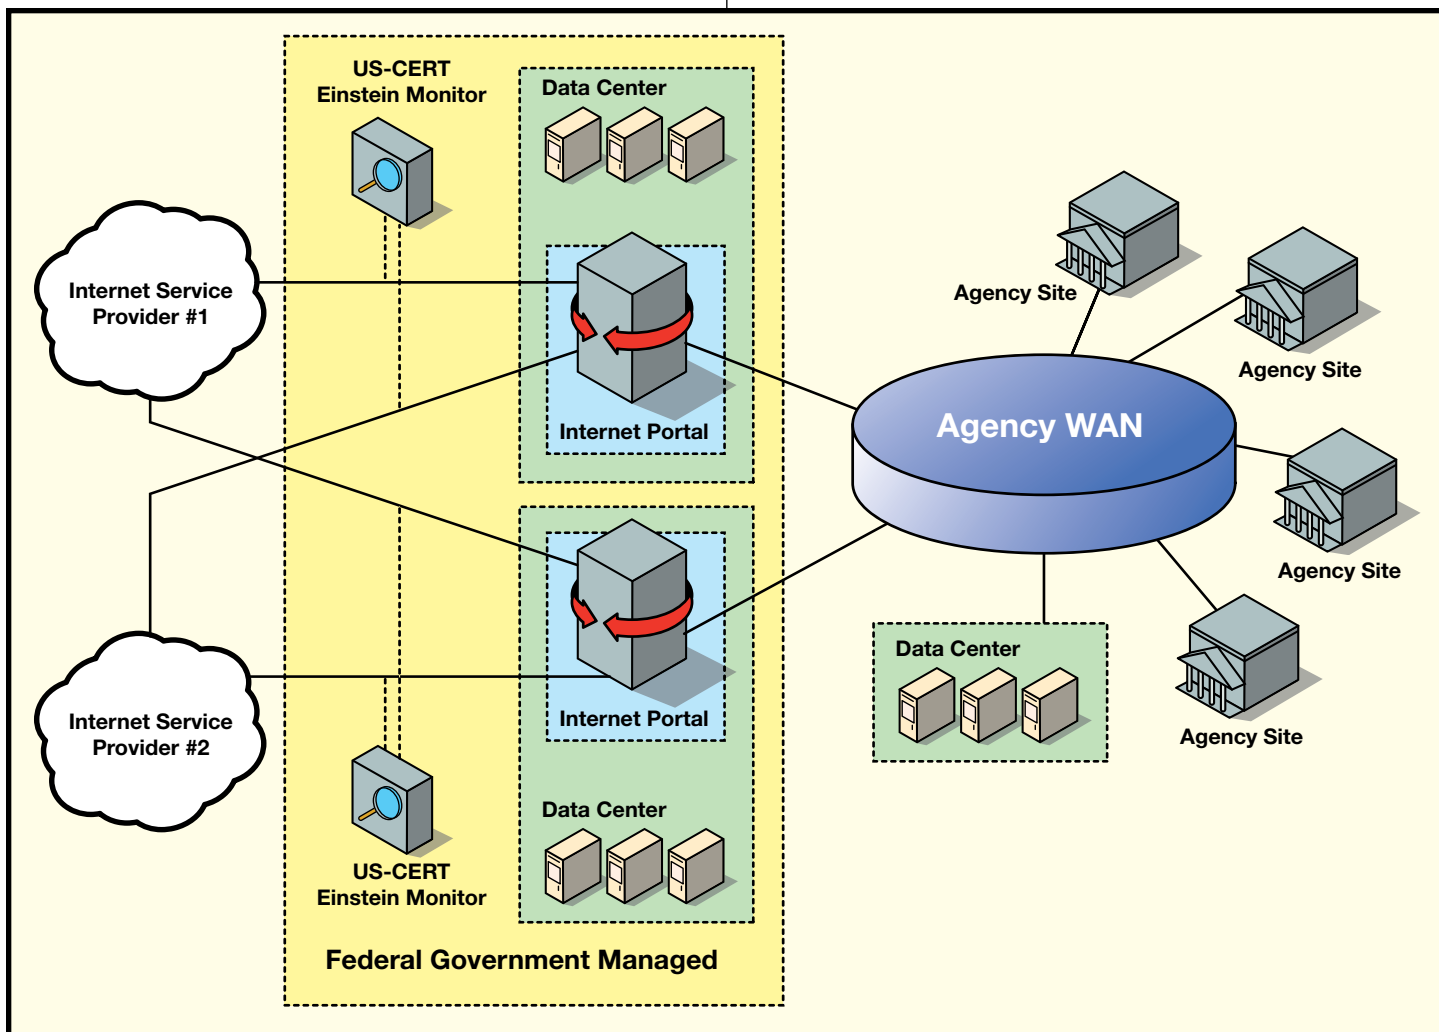 US-CERT
Einstein Monitor
Data Center
Internet Service
Provider #1
Internet Portal
Agency Site
Agency Site
Agency WAN
Agency Site
Agency Site
Data Center
Internet Service
Provider #2
Internet Portal
Data Center
US-CERT
Einstein Monitor
Federal Government Managed